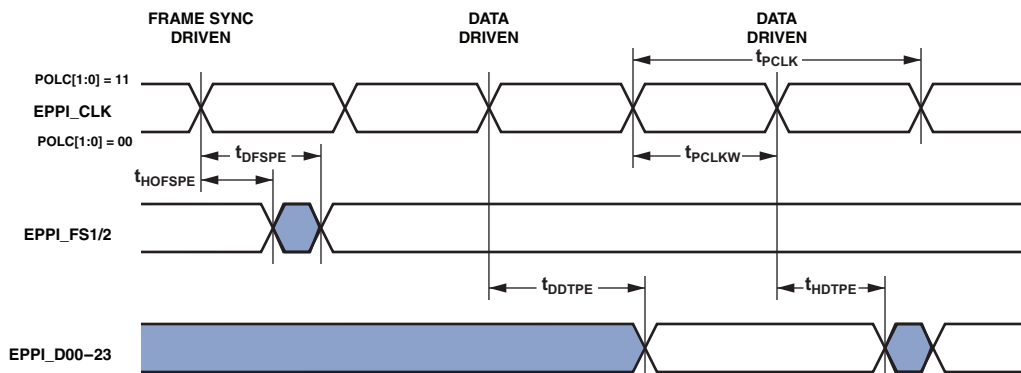 FRAME SYNC
DRIVEN
DATA
DRIVEN
DATA
DRIVEN
tPCLK
POLC[1:0] = 11
EPPI_CLK
POLC[1:0] = 00
tDFSPE
tPCLKW
tHOFSPE
EPPI_FS1/2
tDDTPE
tHDTPE
EPPI_D00–23